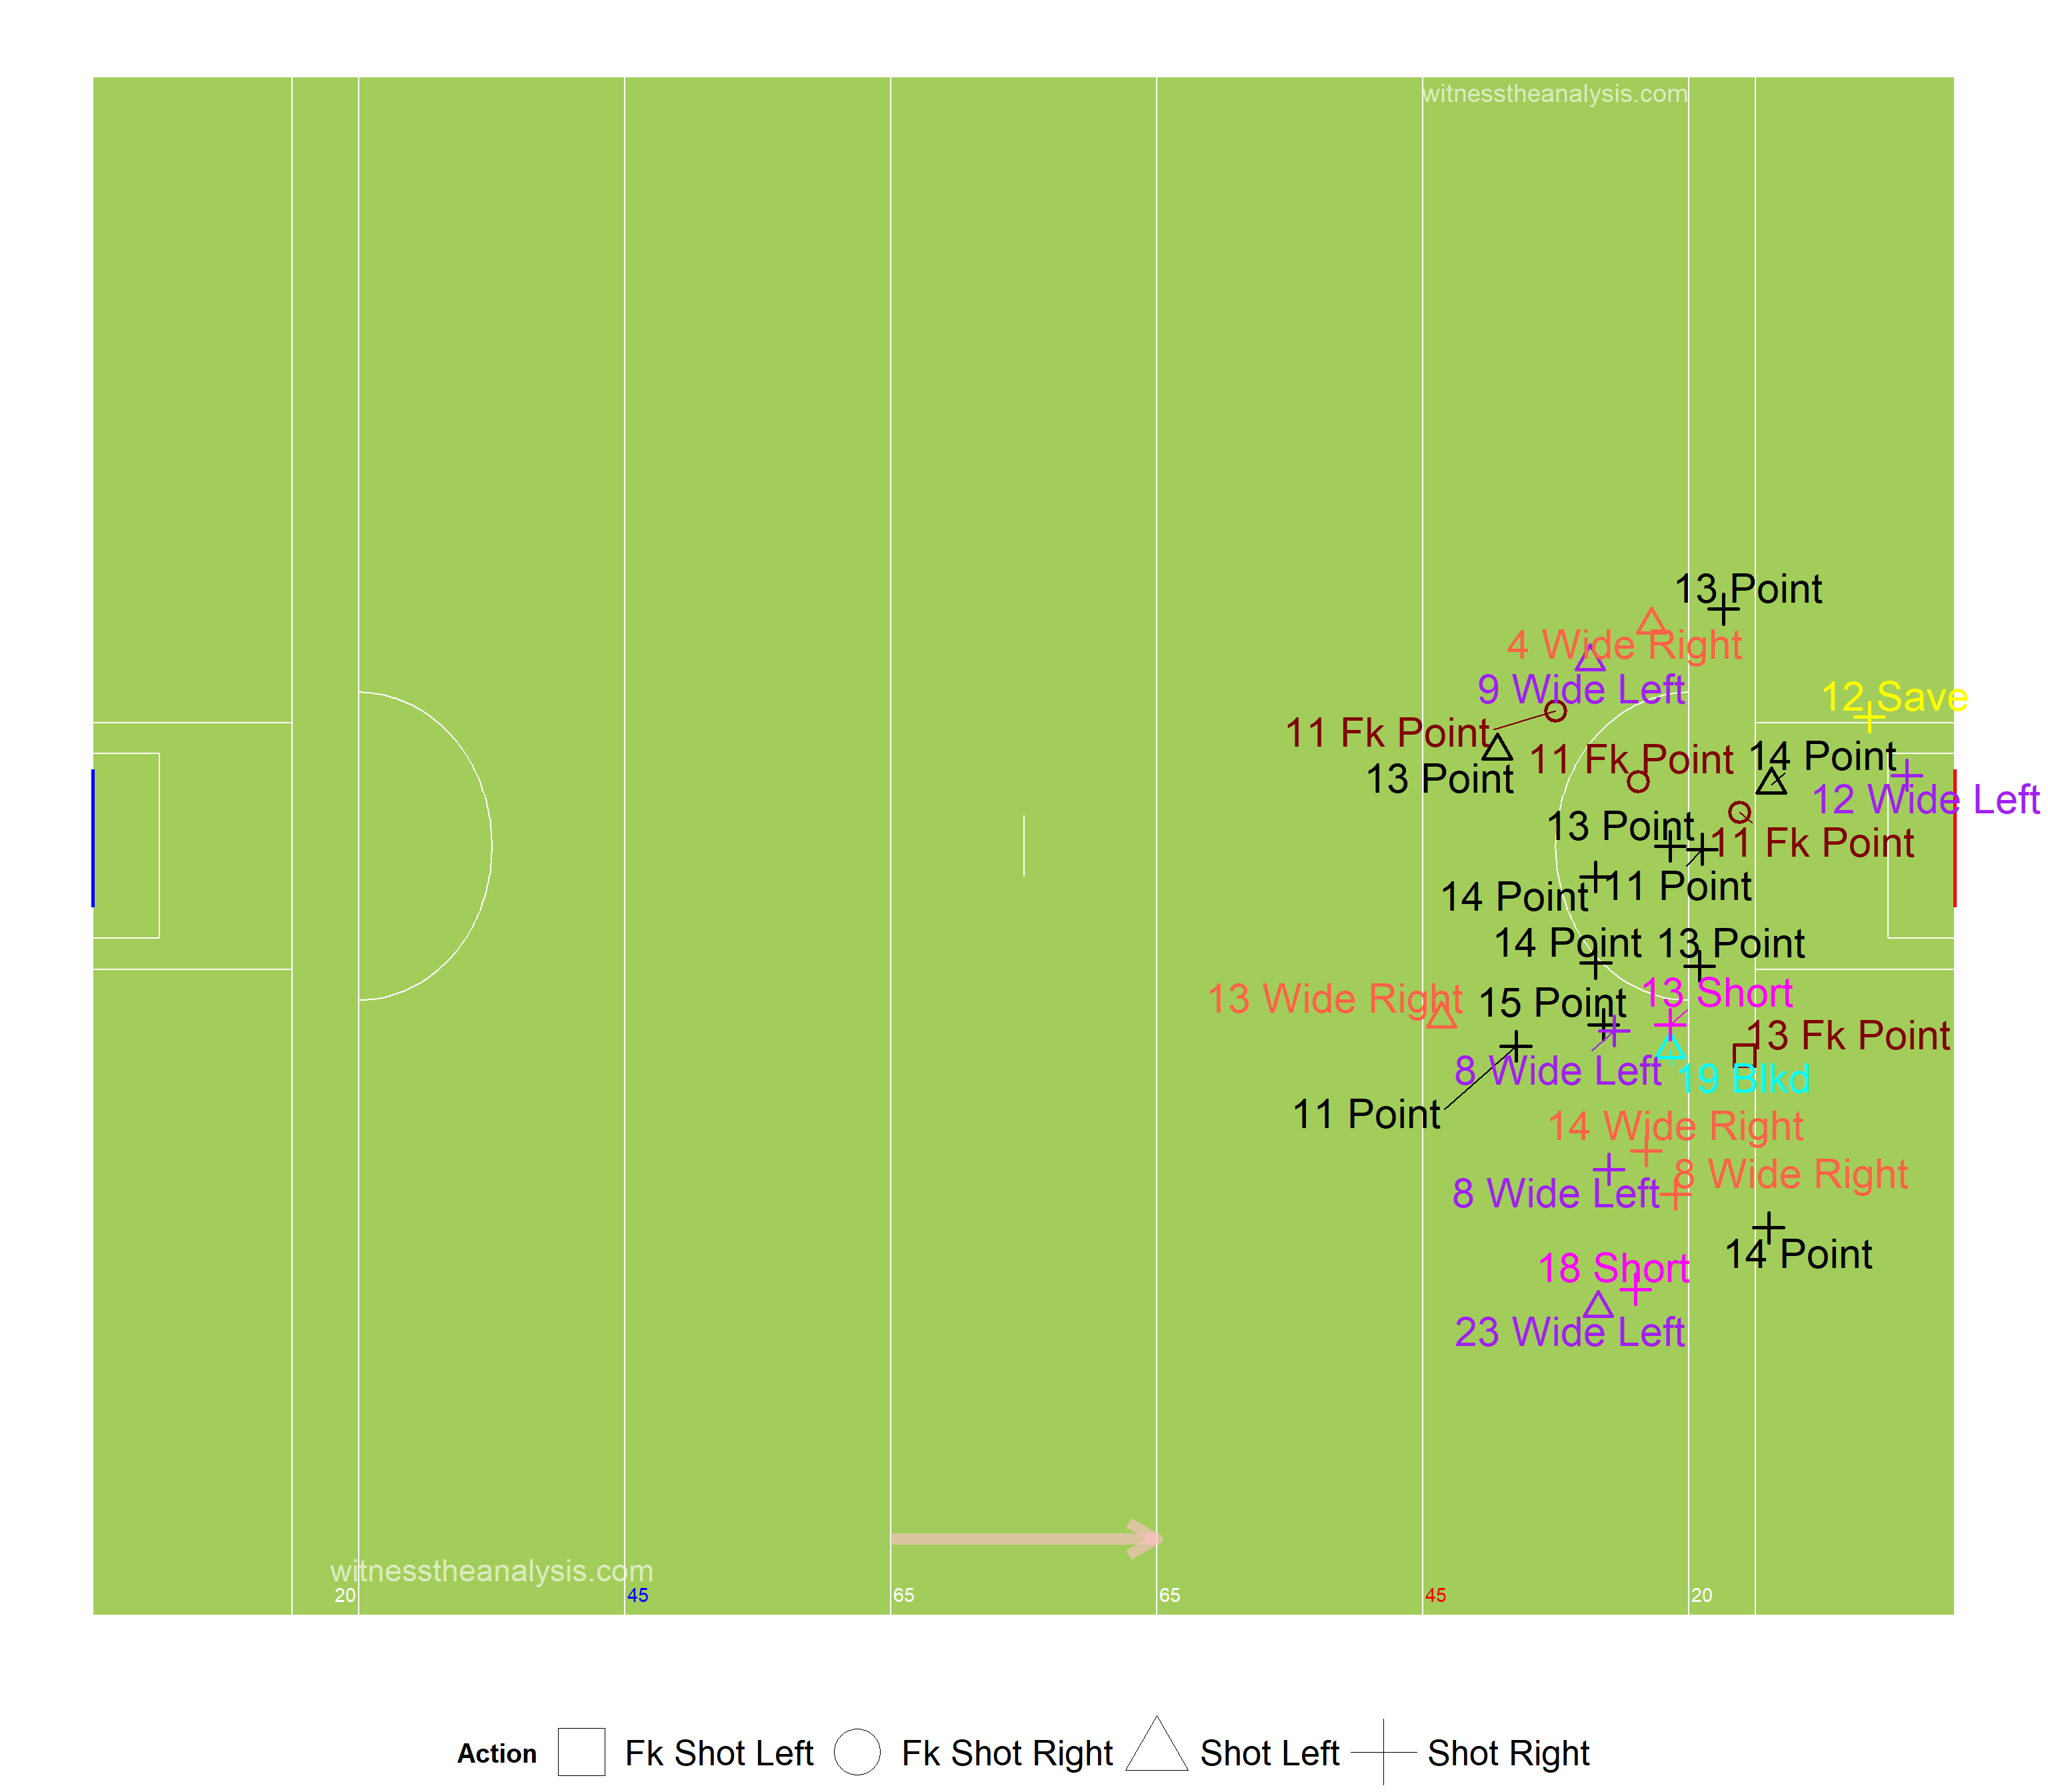 witnesstheanalysis.com
13 Point
4 Wide Right
9 Wide Left
12 Save
11 Fk Point
11 Fk Point
14 Point
13 Point
12 Wide Left
13 Point
11 Fk Point
11 Point
14 Point
14 Point
13 Point
13 Short
13 Wide Right
15 Point
13 Fk Point
8 Wide Left
19 Blkd
11 Point
14 Wide Right
8 Wide Right
8 Wide Left
14 Point
18 Short
23 Wide Left
witnesstheanalysis.com
20 45 65 65 45 20
Action Fk Shot Left Fk Shot Right Shot Left Shot Right